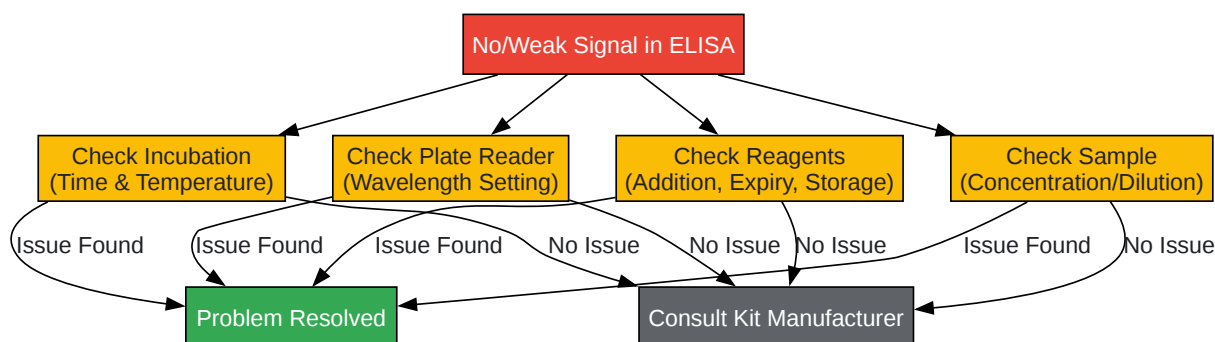 No/Weak Signal in ELISA
Check Incubation
(Time & Temperature)
Check Plate Reader
(Wavelength Setting)
Check Reagents
(Addition, Expiry, Storage)
Check Sample
(Concentration/Dilution)
Issue Found
Issue Found
Issue Found
No Issue
No Issue
No Issue
Issue Found
No Issue
Problem Resolved
Consult Kit Manufacturer